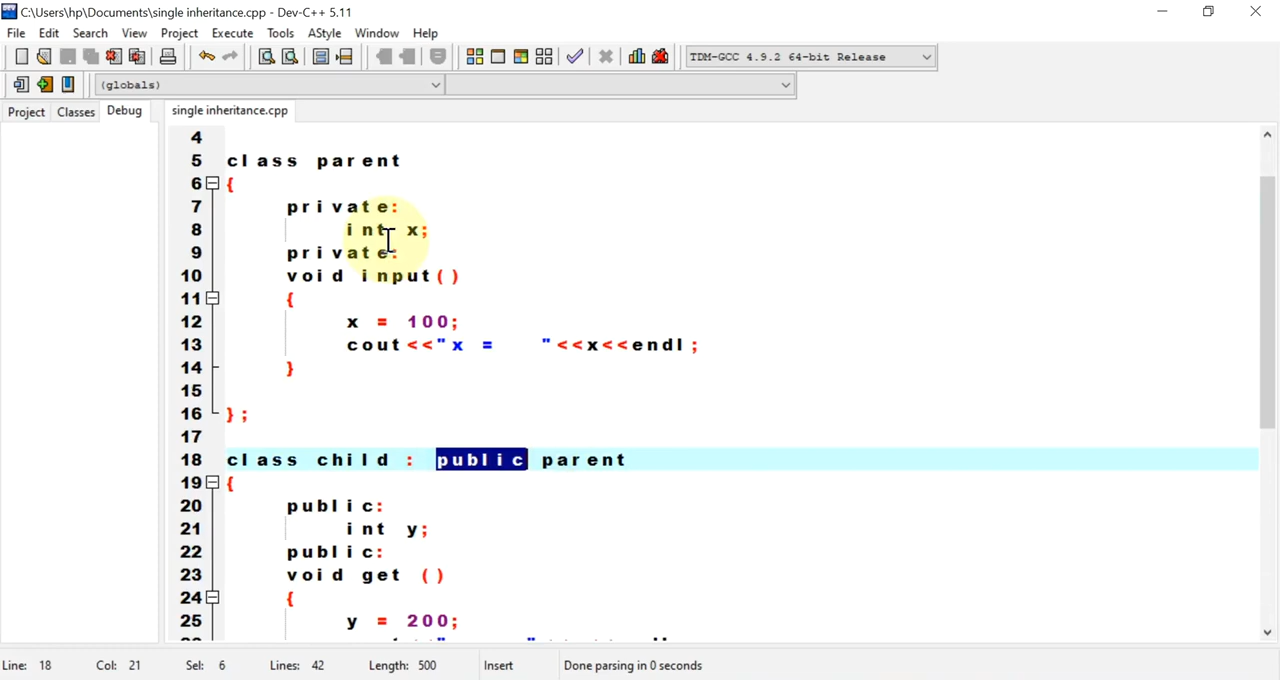 C:\Users\hp\Documents\single inheritance.cpp - Dev-C++ 5.11
File Edit Search View Project Execute Tools AStyle Window Help
TDM-GCC 4.9.2 64-bit Release
(globals)
Project Classes Debug single inheritance.cpp
4
5 class parent
6 {
7 private:
8 int x;
9 private:
10 void input()
11 {
12 x = 100;
13 cout<<"x =   "<<x<<endl;
14 }
15
16 };
17
18 class child : public parent
19 {
20 public:
21 int y;
22 public:
23 void get ()
24 {
25 y = 200;
Line: 18 Col: 21 Sel: 6 Lines: 42 Length: 500 Insert Done parsing in 0 seconds